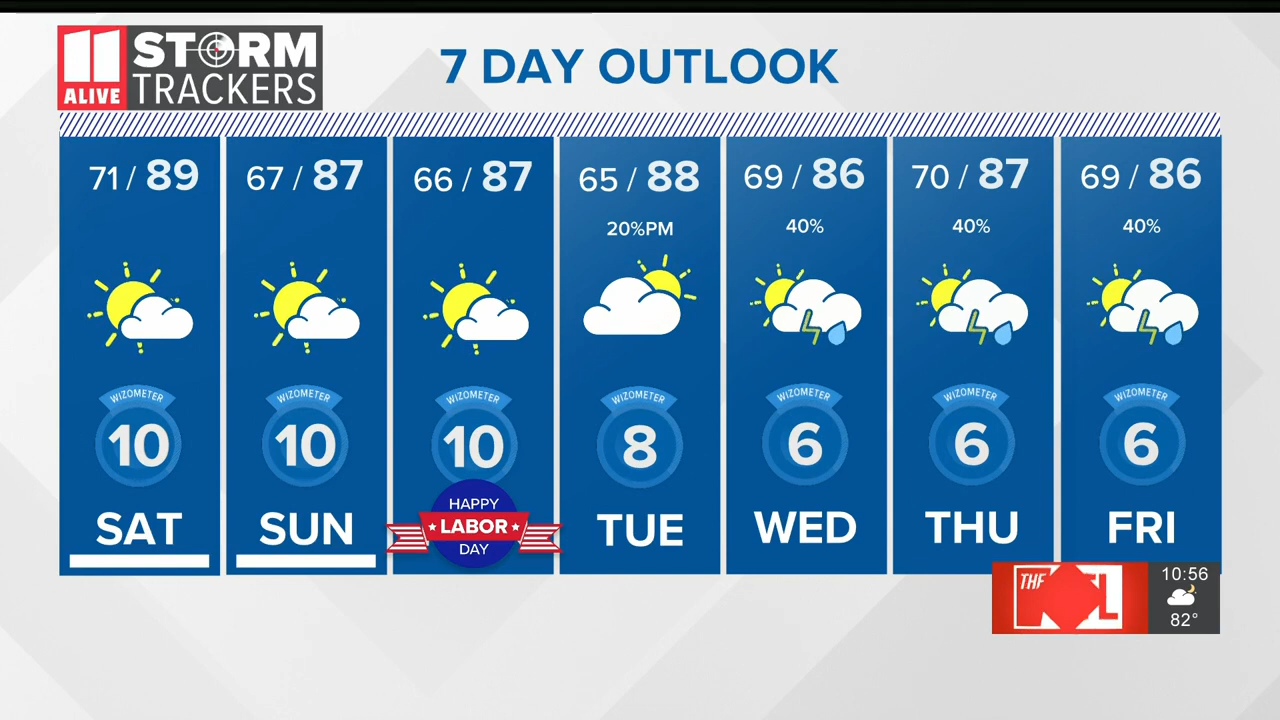 11 ALIVE
STORM TRACKERS
7 DAY OUTLOOK
71 / 89
67 / 87
66 / 87
65 / 88
69 / 86
70 / 87
69 / 86
20%PM
40%
40%
40%
WIZOMETER
WIZOMETER
WIZOMETER
WIZOMETER
WIZOMETER
WIZOMETER
WIZOMETER
10
10
10
8
6
6
6
HAPPY
LABOR
DAY
SAT
SUN
TUE
WED
THU
FRI
THE
10:56
82°